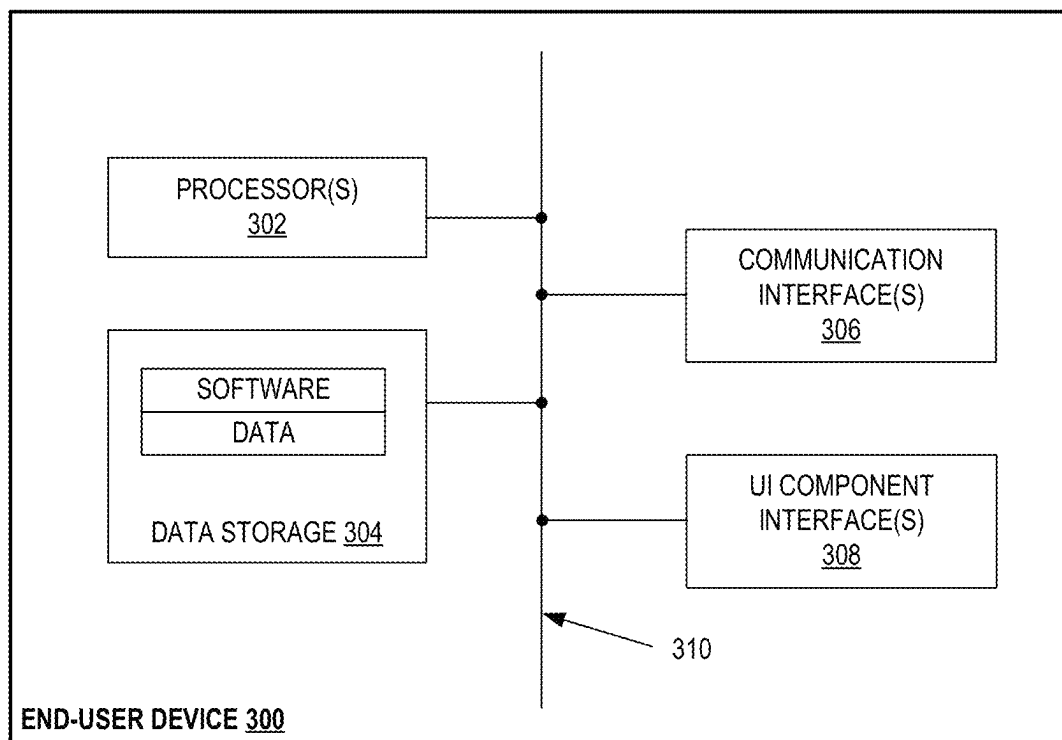 PROCESSOR(S)
302
COMMUNICATION
INTERFACE(S)
306
SOFTWARE
DATA
DATA STORAGE 304
UI COMPONENT
INTERFACE(S)
308
310
END-USER DEVICE 300